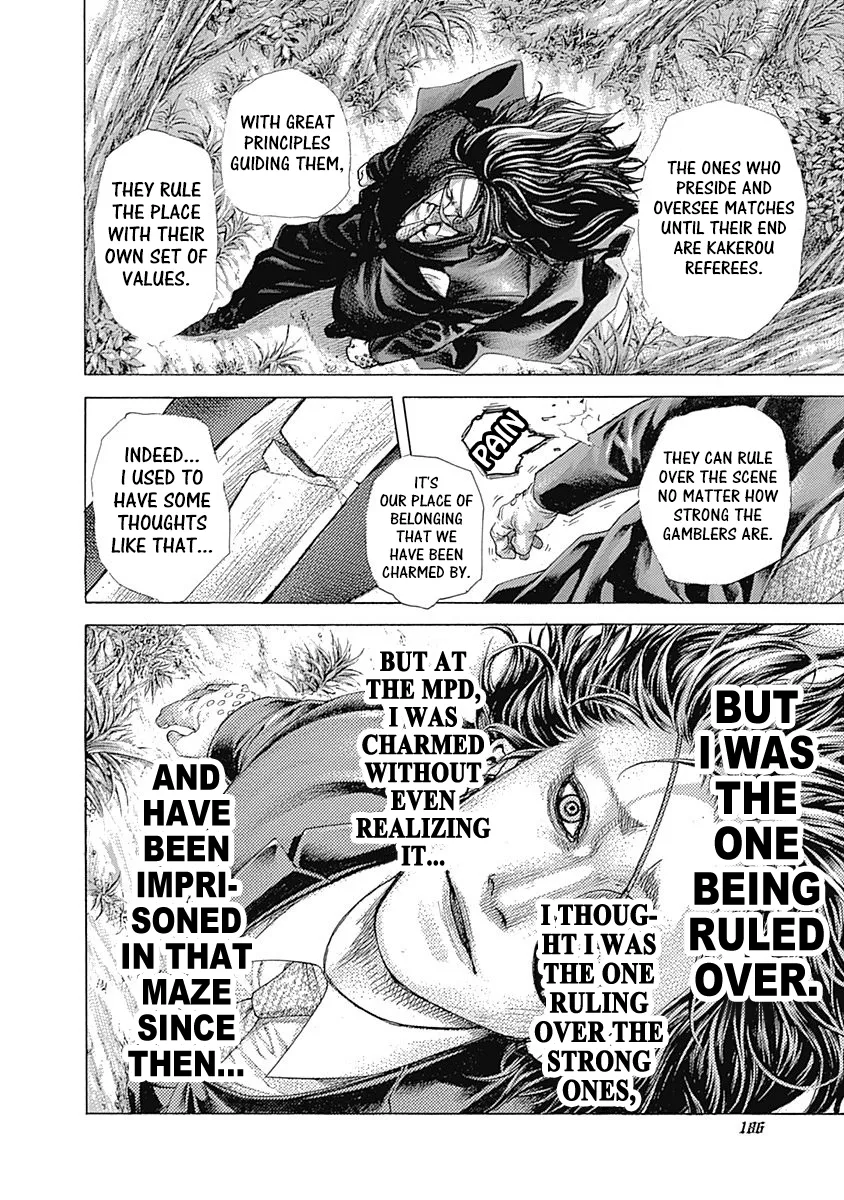 THE ONES WHO
PRESIDE AND
OVERSEE MATCHES
UNTIL THEIR END
ARE KAKEROU
REFEREES.
WITH GREAT
PRINCIPLES
GUIDING THEM,
THEY RULE
THE PLACE
WITH THEIR
OWN SET OF
VALUES.
THEY CAN RULE
OVER THE SCENE
NO MATTER HOW
STRONG THE
GAMBLERS ARE.
PAIN
IT'S
OUR PLACE OF
BELONGING
THAT WE
HAVE BEEN
CHARMED BY.
INDEED...
I USED TO
HAVE SOME
THOUGHTS
LIKE THAT...
BUT
I WAS
THE
ONE
BEING
RULED
OVER.
I THOUG-
HT I WAS
THE ONE
RULING
OVER THE
STRONG
ONES,
BUT AT
THE MPD,
I WAS
CHARMED
WITHOUT
EVEN
REALIZING
IT...
AND
HAVE
BEEN
IMPRI-
SONED
IN THAT
MAZE
SINCE
THEN...
186